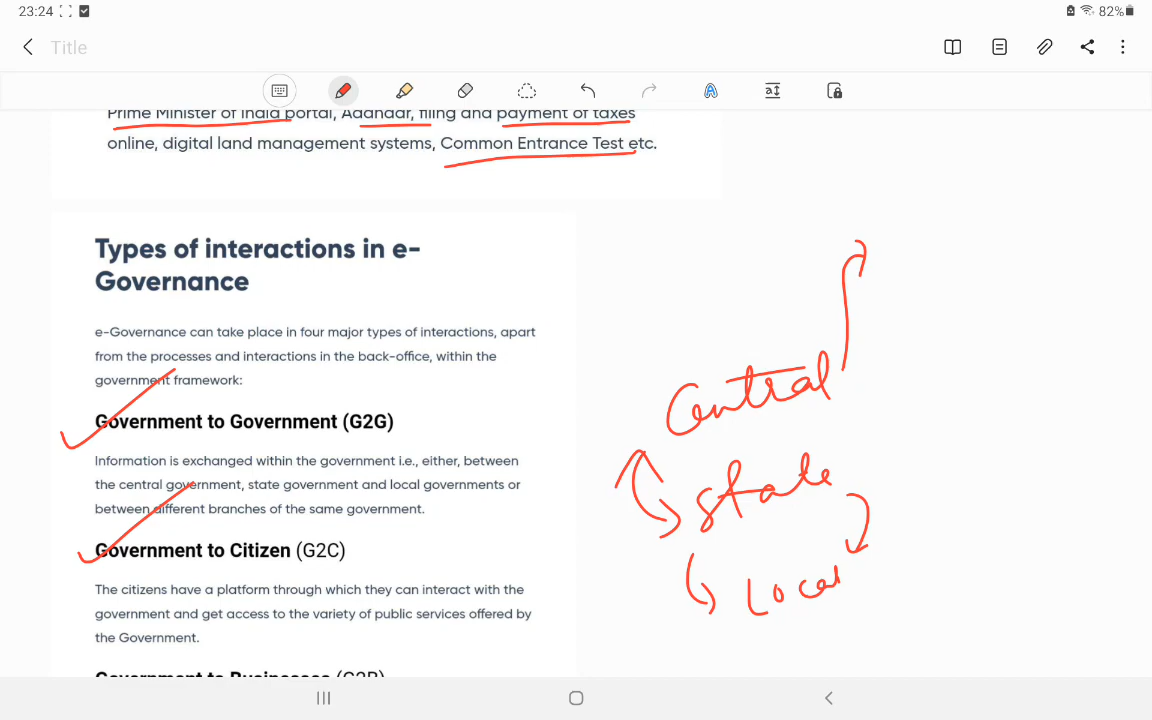 23:24
82%
Title
Prime Minister of India portal, Aadhaar, filing and payment of taxes
online, digital land management systems, Common Entrance Test etc.
Types of interactions in e-
Governance
e-Governance can take place in four major types of interactions, apart
from the processes and interactions in the back-office, within the
government framework:
Government to Government (G2G)
Information is exchanged within the government i.e., either, between
the central government, state government and local governments or
between different branches of the same government.
Government to Citizen (G2C)
The citizens have a platform through which they can interact with the
government and get access to the variety of public services offered by
the Government.
Government to Businesses (G2B)
Central
State
Local